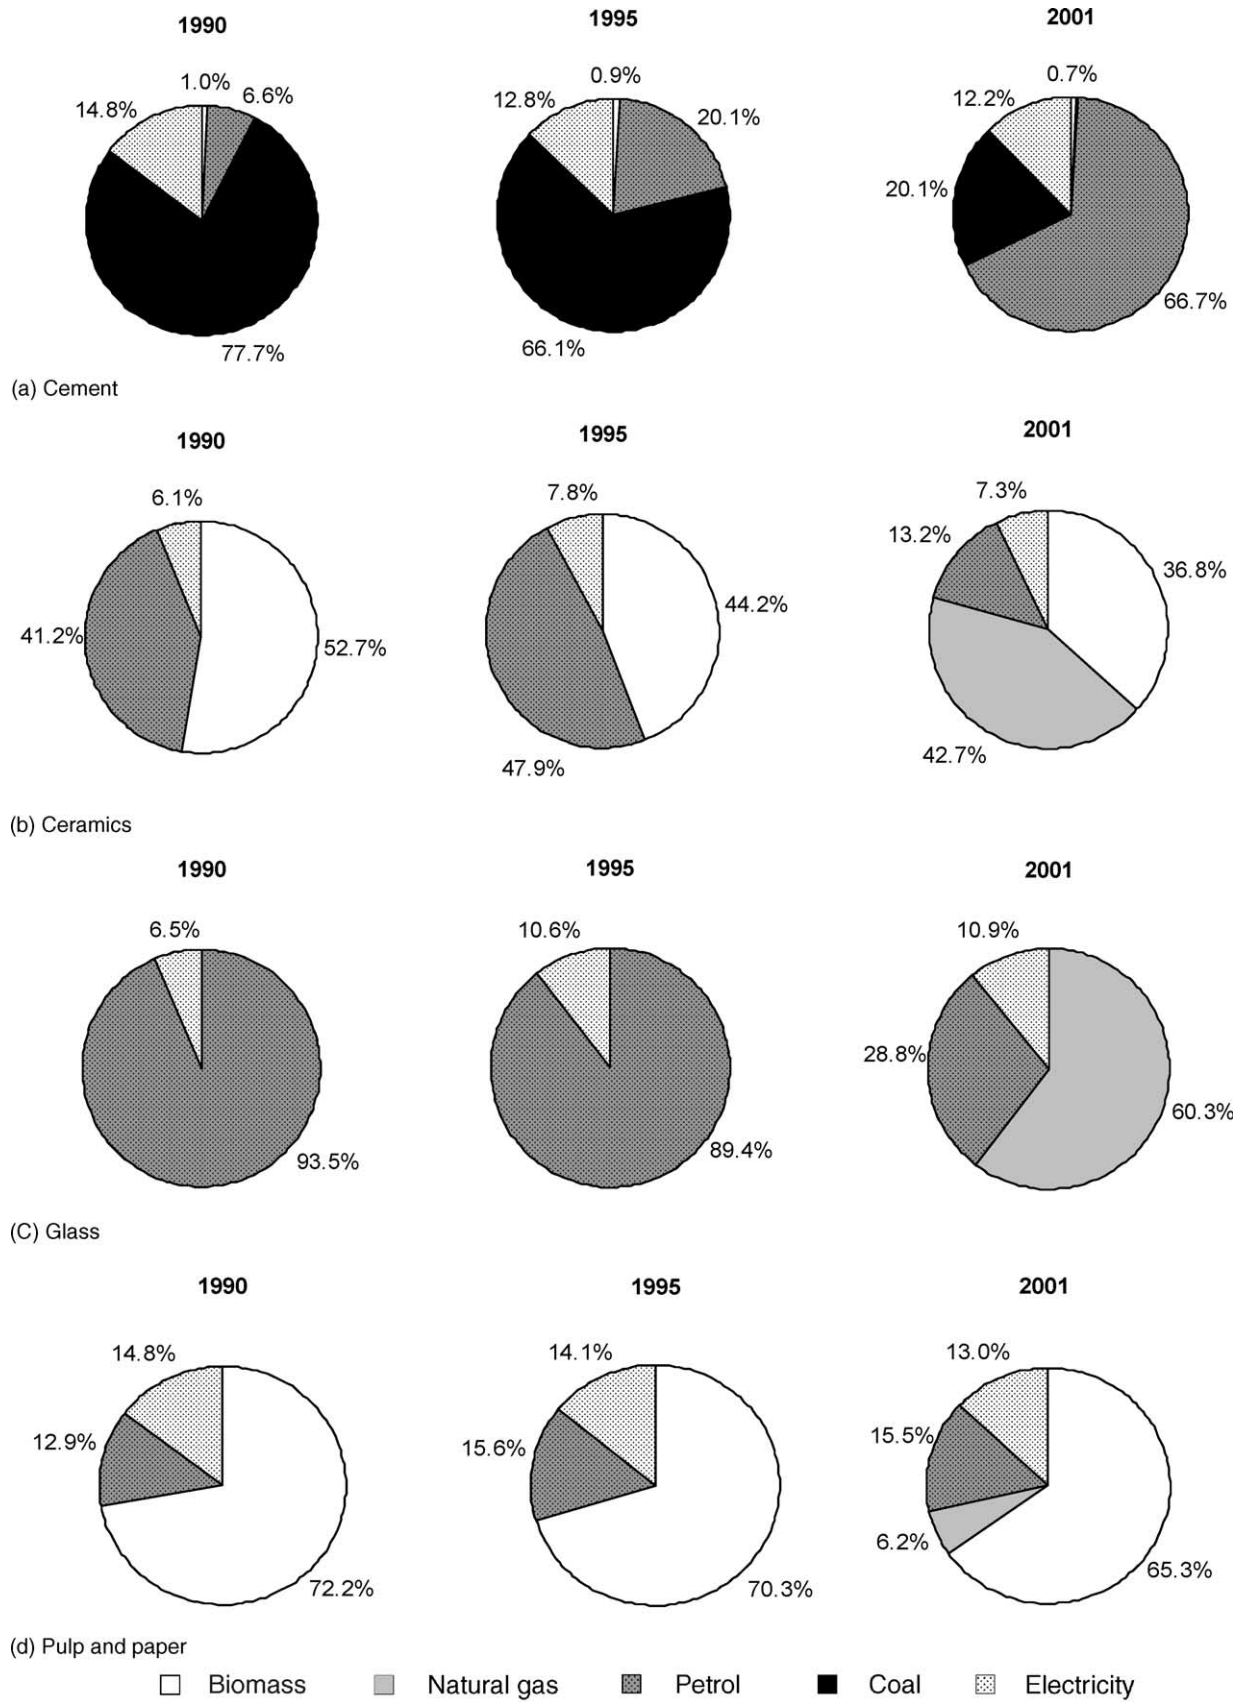 1990 1995 2001
1.0% 0.9% 0.7%
14.8% 6.6% 12.8% 20.1% 12.2%
20.1%
66.7%
77.7% 66.1%
(a) Cement
1990 1995 2001
6.1% 7.8% 7.3%
13.2%
36.8%
44.2%
41.2% 52.7%
47.9% 42.7%
(b) Ceramics
1990 1995 2001
6.5% 10.6% 10.9%
28.8%
60.3%
93.5% 89.4%
(C) Glass
1990 1995 2001
14.8% 14.1% 13.0%
12.9% 15.6% 15.5%
6.2%
72.2% 70.3% 65.3%
(d) Pulp and paper
Biomass Natural gas Petrol Coal Electricity